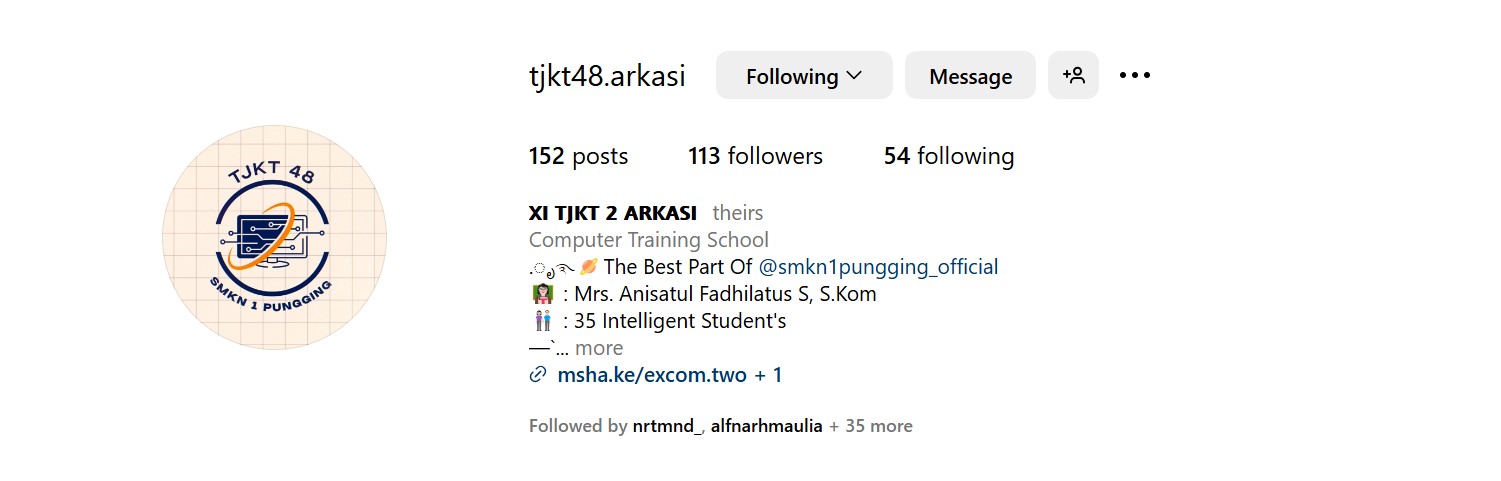 tjkt48.arkasi Following Message
TJKT 48
SMKN 1 PUNGGING
152 posts 113 followers 54 following
XI TJKT 2 ARKASI theirs
Computer Training School
.ೃ࿐🪐 The Best Part Of @smkn1pungging_official
👩🏻‍🏫 : Mrs. Anisatul Fadhilatus S, S.Kom
👫 : 35 Intelligent Student's
—`... more
msha.ke/excom.two + 1
Followed by nrtmnd_, alfnarhmaulia + 35 more